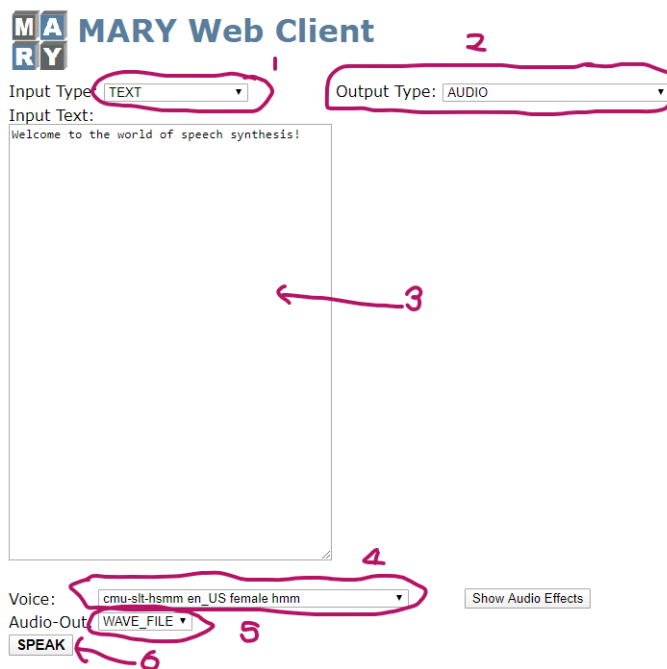 MA
RY
MARY Web Client
1
2
Input Type: TEXT
Output Type: AUDIO
Input Text:
Welcome to the world of speech synthesis!
3
4
Voice: cmu-slt-hsmm en_US female hmm
Show Audio Effects
Audio-Out: WAVE_FILE
5
SPEAK
6